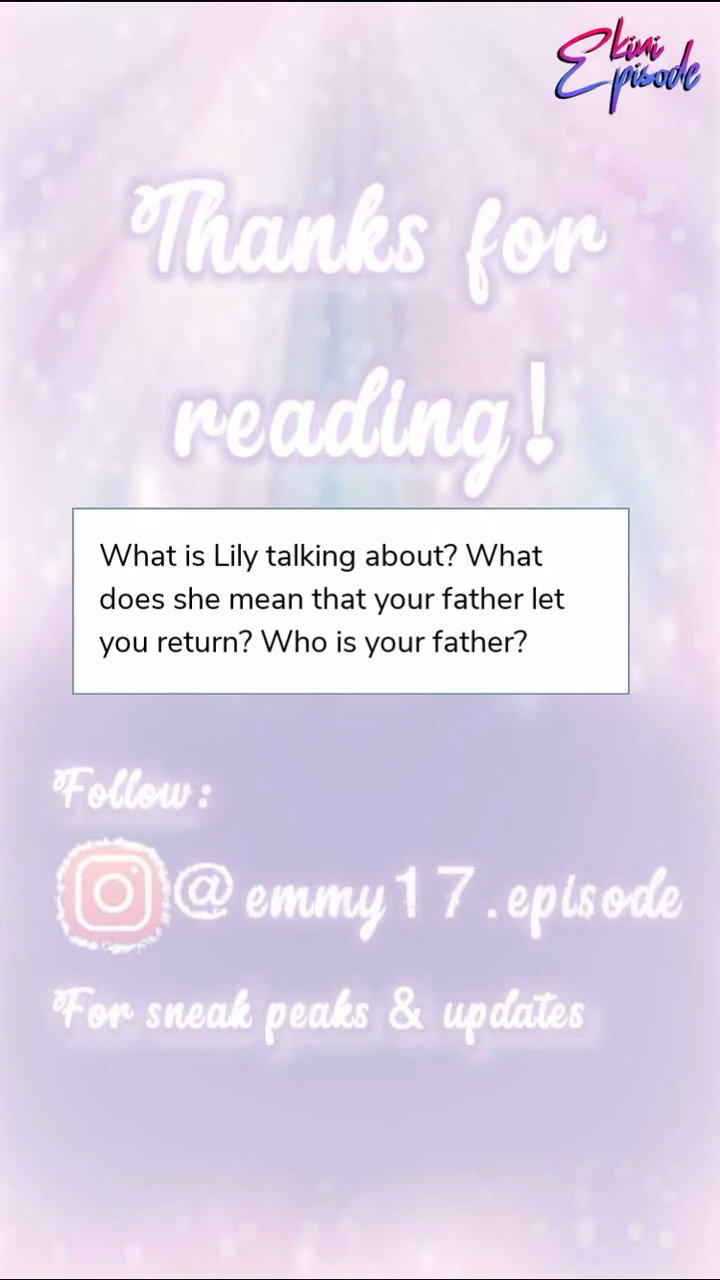 Ekini
Episode
Thanks for
reading!
What is Lily talking about? What
does she mean that your father let
you return? Who is your father?
Follow:
@emmy17.episode
For sneak peaks & updates